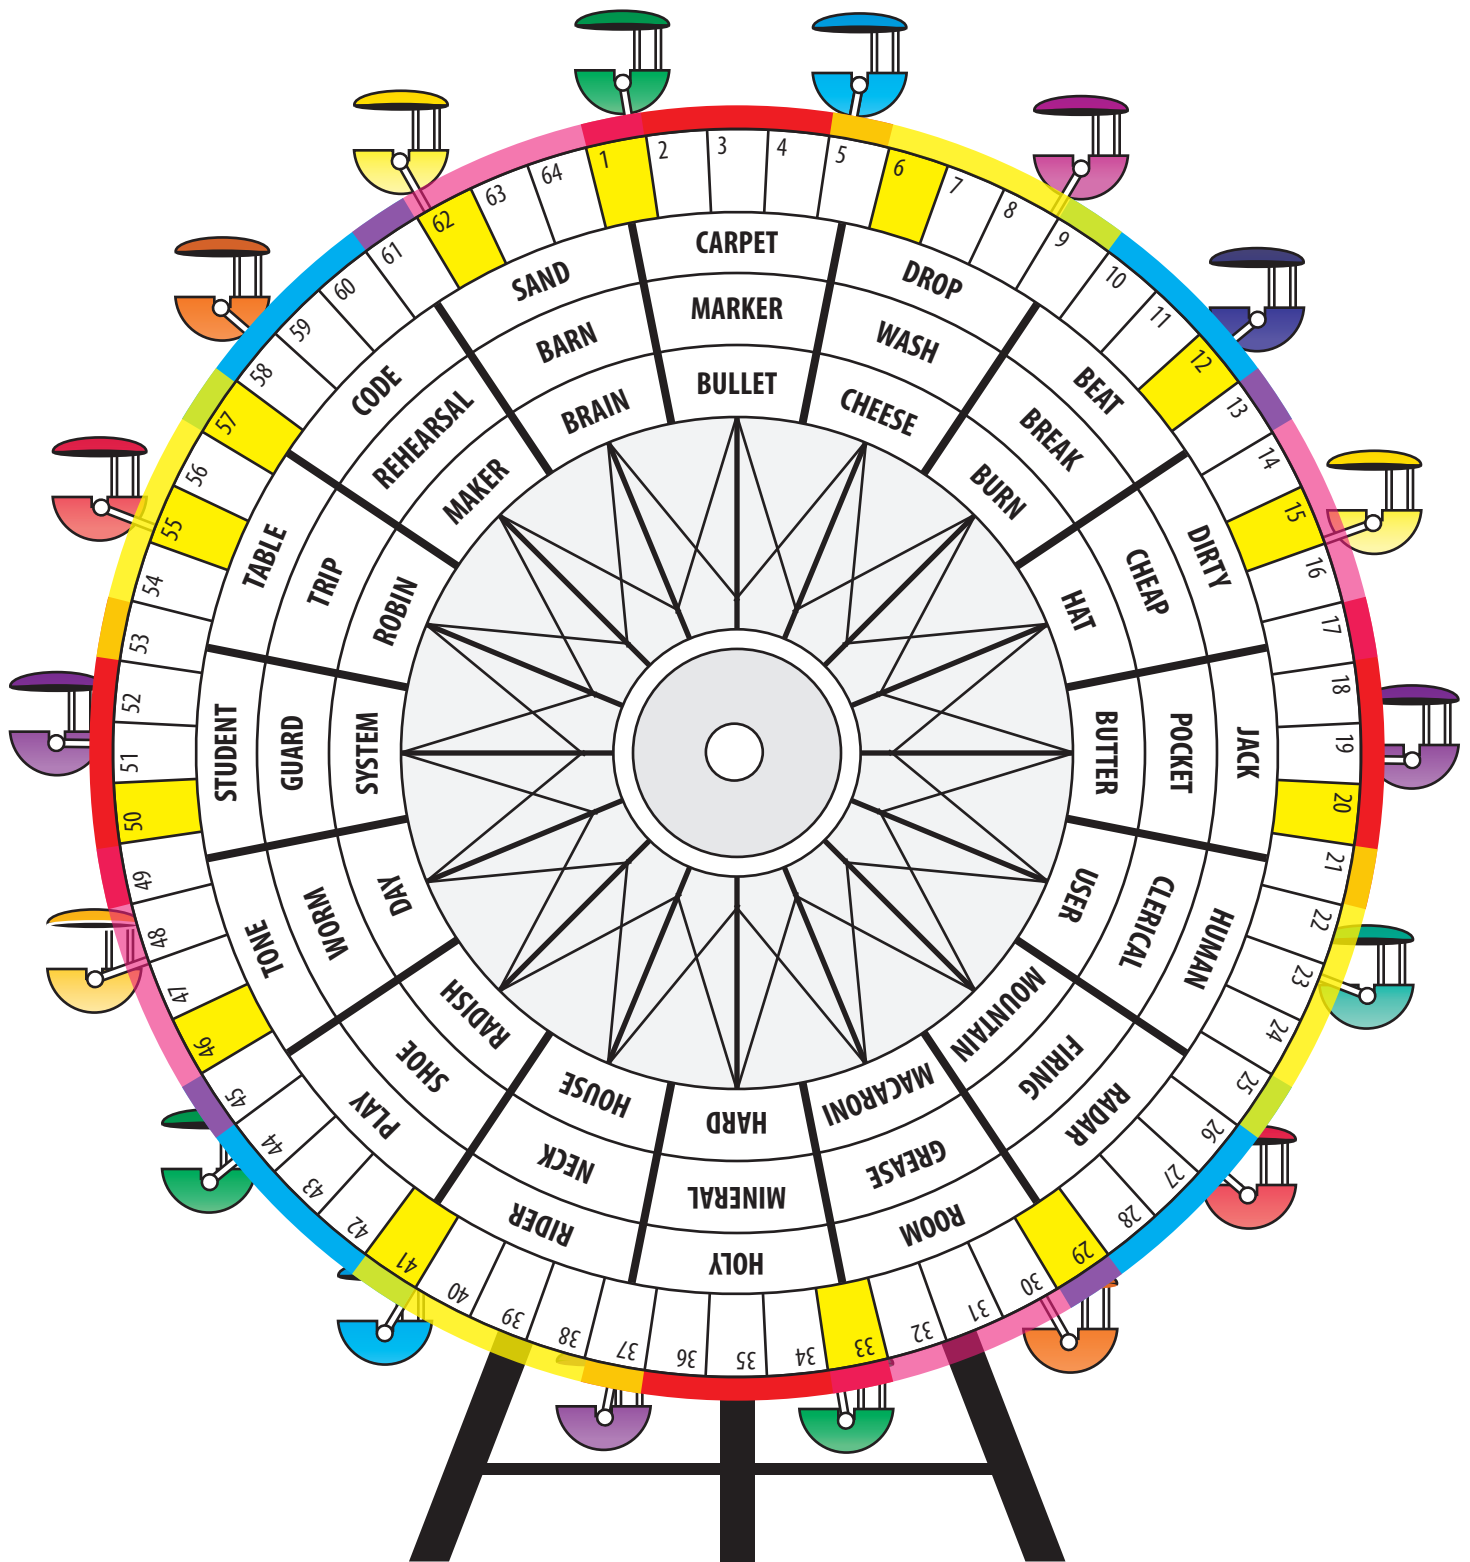 1
2
3
4
5
6
7
8
9
10
11
12
13
14
15
16
17
18
19
20
21
22
23
24
25
26
27
28
29
30
31
32
33
34
35
36
37
38
39
40
41
42
43
44
45
46
47
48
49
50
51
52
53
54
55
56
57
58
59
60
61
62
63
64
CARPET
MARKER
BULLET
DROP
WASH
CHEESE
BEAT
BREAK
BURN
DIRTY
CHEAP
HAT
JACK
POCKET
BUTTER
HUMAN
CLERICAL
USER
RADAR
FIRING
MOUNTAIN
ROOM
GREASE
MACARONI
HOLY
MINERAL
HARD
RIDER
NECK
HOUSE
PLAY
SHOE
RADISH
TONE
WORM
DAY
STUDENT
GUARD
SYSTEM
TABLE
TRIP
ROBIN
CODE
REHEARSAL
MAKER
SAND
BARN
BRAIN